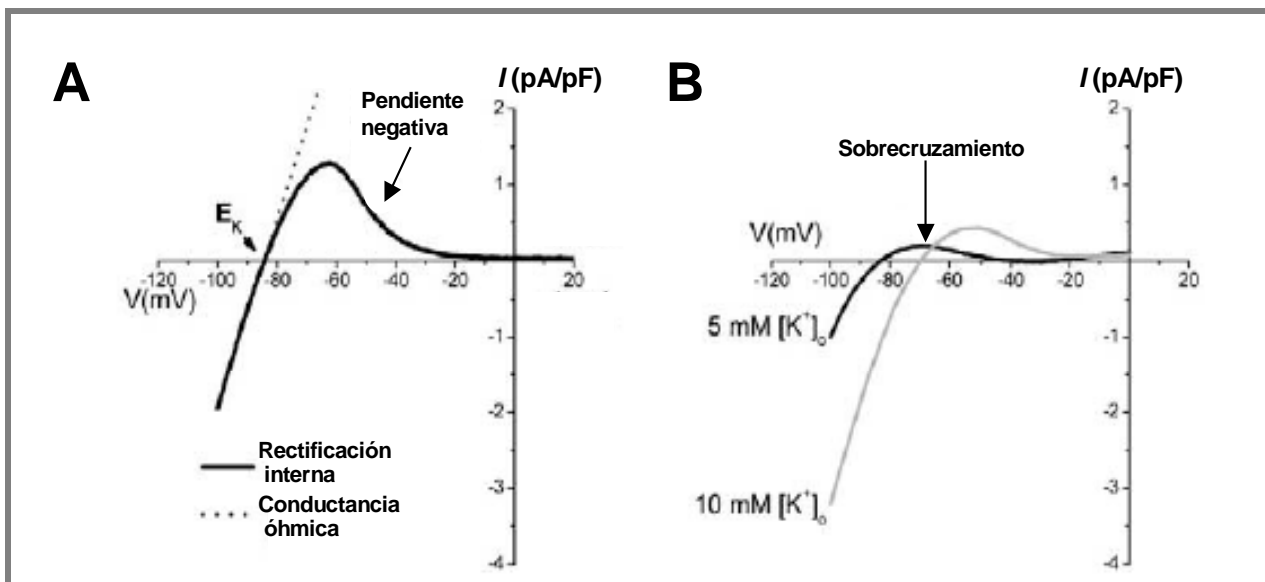 A
I (pA/pF)
2
Pendiente
negativa
1
E_K
-120 -100 -80 -60 -40 -20 20
V(mV)
-1
-2
Rectificación
interna
-3
Conductancia
óhmica
-4
B
I (pA/pF)
2
Sobrecruzamiento
1
V(mV)
-120 -100 -80 -60 -40 -20 20
5 mM [K⁺]ₒ
-1
-2
10 mM [K⁺]ₒ
-3
-4